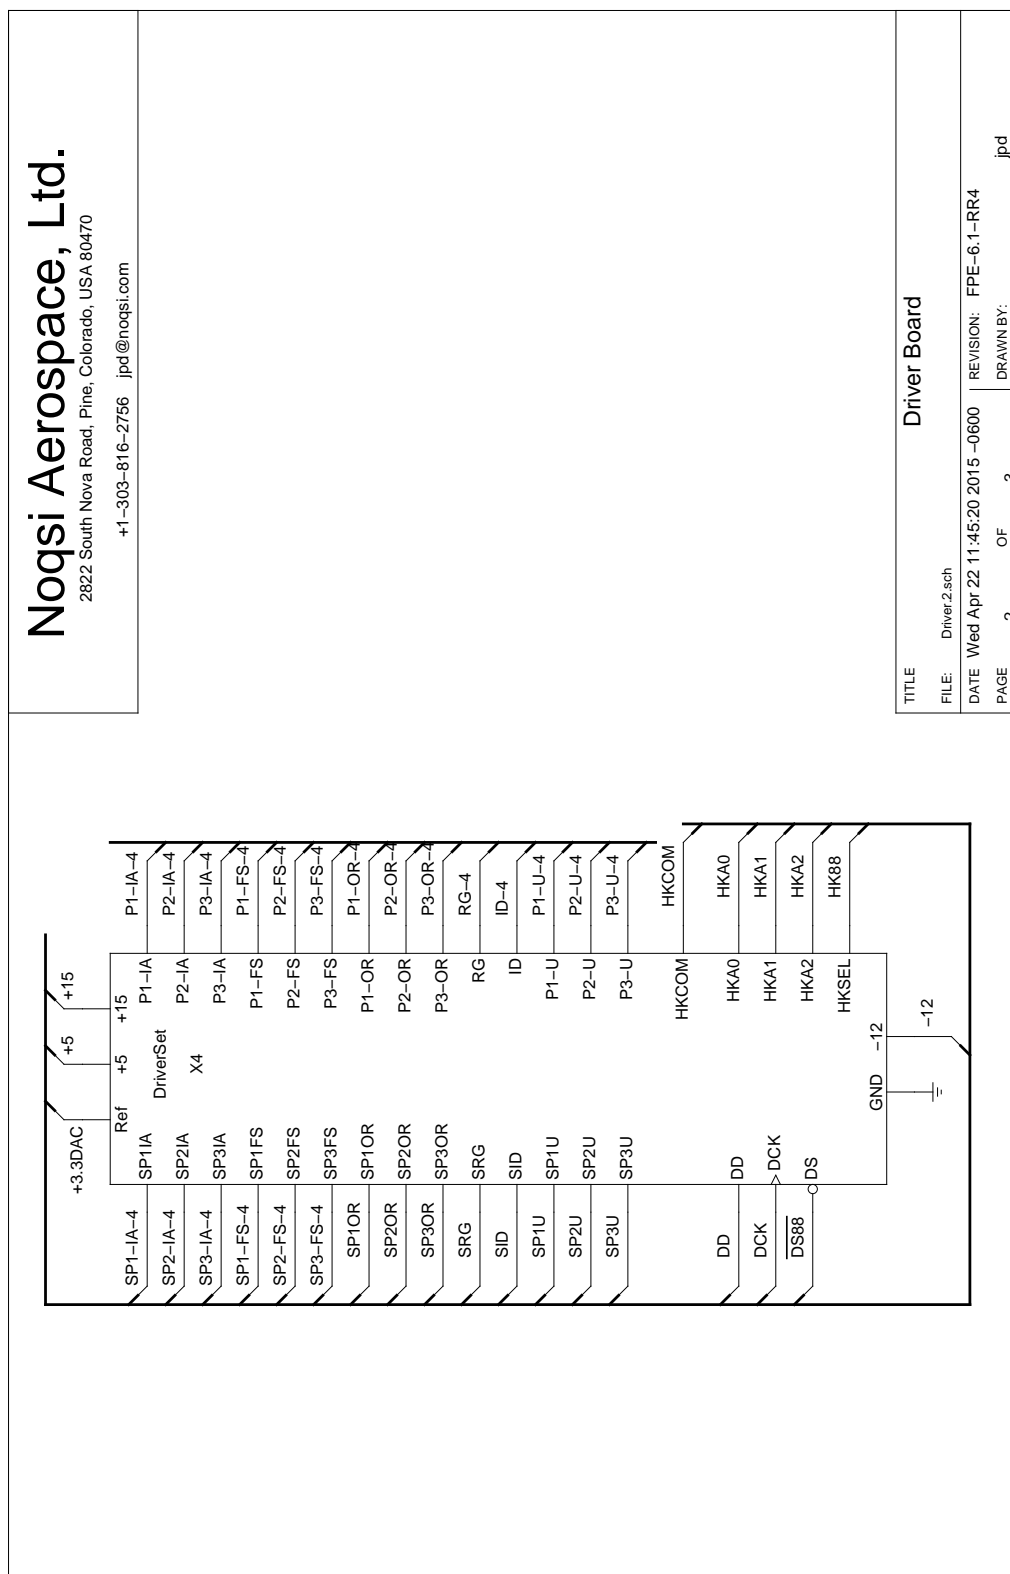 Noqsi Aerospace, Ltd.
2822 South Nova Road, Pine, Colorado, USA 80470
+1−303−816−2756 jpd@noqsi.com
+3.3DAC
+5
+15
Ref
+5
+15
DriverSet
X4
SP1−IA−4 SP1IA P1−IA P1−IA−4
SP2−IA−4 SP2IA P2−IA P2−IA−4
SP3−IA−4 SP3IA P3−IA P3−IA−4
SP1−FS−4 SP1FS P1−FS P1−FS−4
SP2−FS−4 SP2FS P2−FS P2−FS−4
SP3−FS−4 SP3FS P3−FS P3−FS−4
SP1OR SP1OR P1−OR P1−OR−4
SP2OR SP2OR P2−OR P2−OR−4
SP3OR SP3OR P3−OR P3−OR−4
SRG SRG RG RG−4
SID SID ID ID−4
SP1U SP1U P1−U P1−U−4
SP2U SP2U P2−U P2−U−4
SP3U SP3U P3−U P3−U−4
HKCOM HKCOM
DD DD HKA0 HKA0
DCK DCK HKA1 HKA1
DS88 DS HKA2 HKA2
HKSEL HK88
GND −12
−12
TITLE
Driver Board
FILE: Driver.2.sch
DATE Wed Apr 22 11:45:20 2015 −0600 REVISION: FPE−6.1−RR4
PAGE OF DRAWN BY: jpd